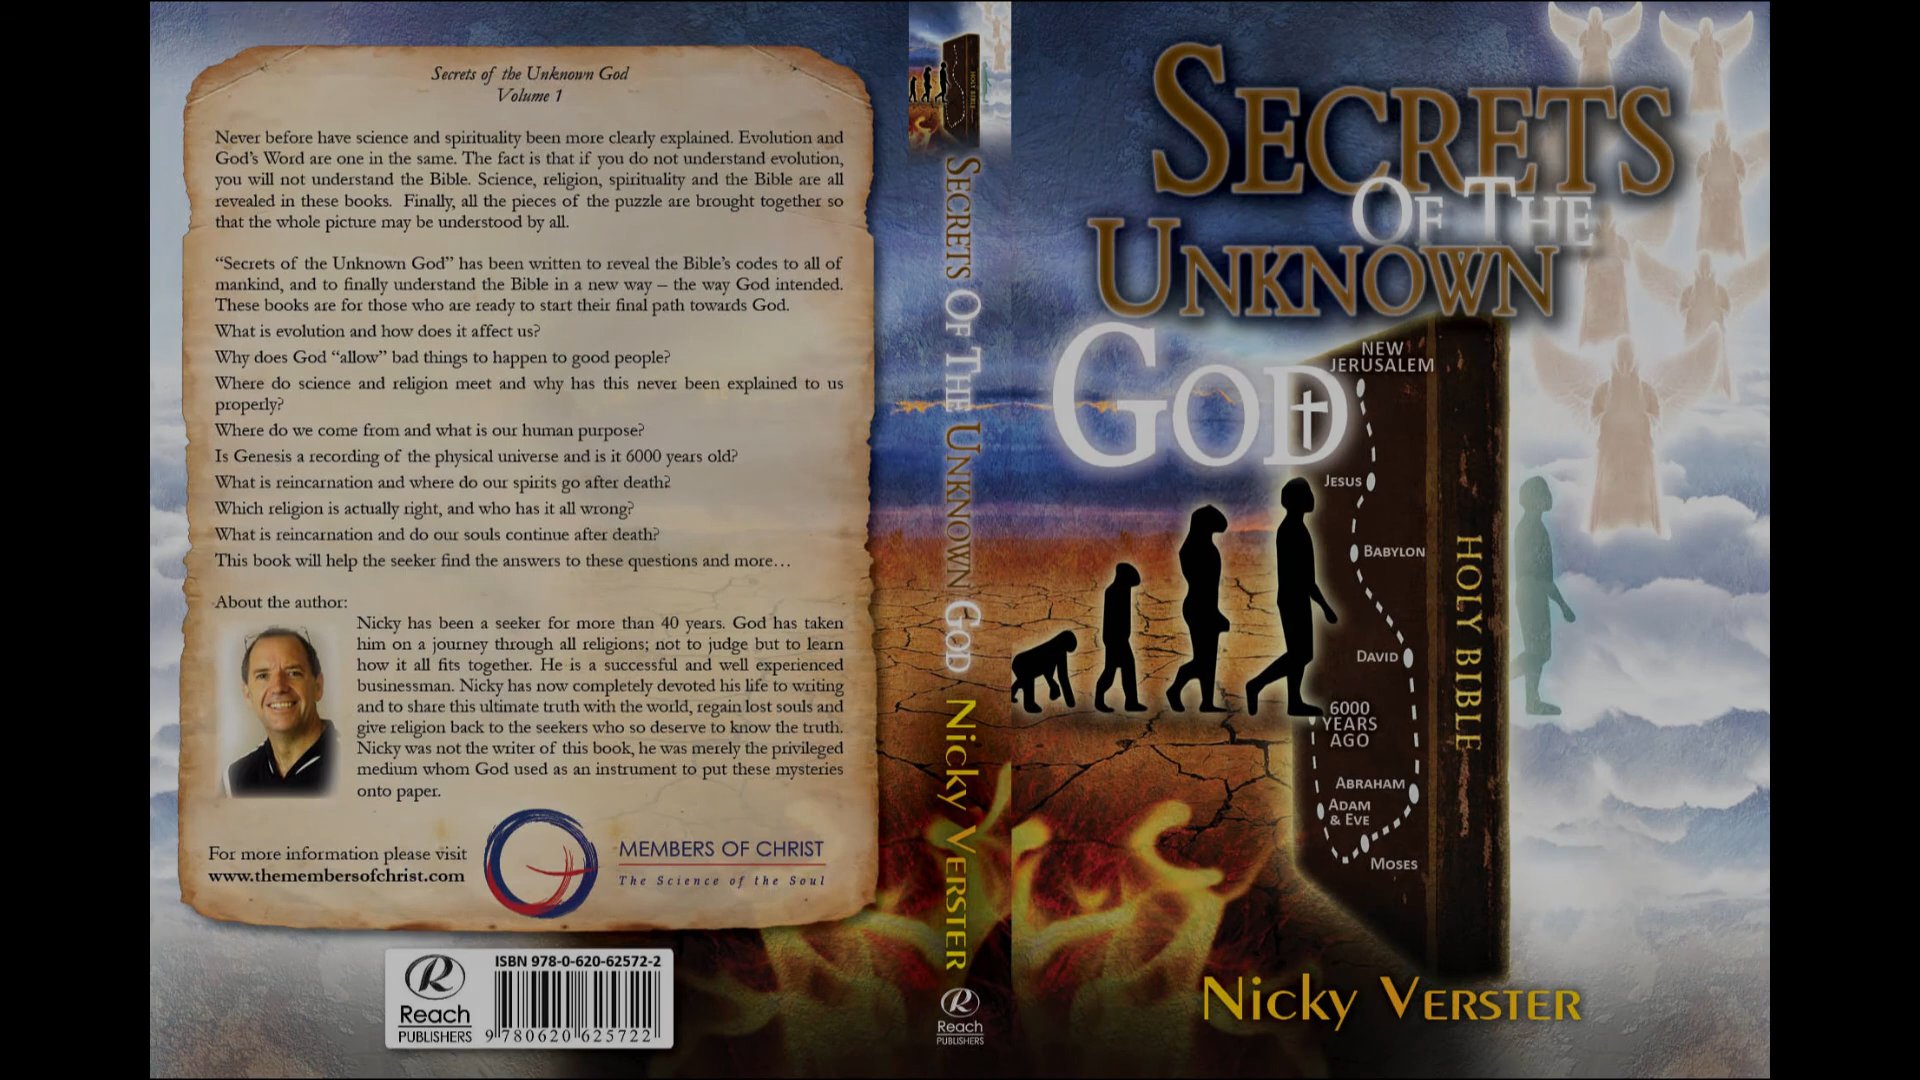 Secrets of the Unknown God
Volume 1
Never before have science and spirituality been more clearly explained. Evolution and
God's Word are one in the same. The fact is that if you do not understand evolution,
you will not understand the Bible. Science, religion, spirituality and the Bible are all
revealed in these books. Finally, all the pieces of the puzzle are brought together so
that the whole picture may be understood by all.
“Secrets of the Unknown God” has been written to reveal the Bible's codes to all of
mankind, and to finally understand the Bible in a new way – the way God intended.
These books are for those who are ready to start their final path towards God.
What is evolution and how does it affect us?
Why does God “allow” bad things to happen to good people?
Where do science and religion meet and why has this never been explained to us
properly?
Where do we come from and what is our human purpose?
Is Genesis a recording of the physical universe and is it 6000 years old?
What is reincarnation and where do our spirits go after death?
Which religion is actually right, and who has it all wrong?
What is reincarnation and do our souls continue after death?
This book will help the seeker find the answers to these questions and more…
About the author:
Nicky has been a seeker for more than 40 years. God has taken
him on a journey through all religions; not to judge but to learn
how it all fits together. He is a successful and well experienced
businessman. Nicky has now completely devoted his life to writing
and to share this ultimate truth with the world, regain lost souls and
give religion back to the seekers who so deserve to know the truth.
Nicky was not the writer of this book, he was merely the privileged
medium whom God used as an instrument to put these mysteries
onto paper.
For more information please visit
www.themembersofchrist.com
MEMBERS OF CHRIST
The Science of the Soul
R
Reach
PUBLISHERS
ISBN 978-0-620-62572-2
9 780620 625722
HOLY BIBLE
SECRETS OF THE UNKNOWN GOD NICKY VERSTER
R
Reach
PUBLISHERS
SECRETS
OF THE
UNKNOWN
GOD
NEW
JERUSALEM
JESUS
BABYLON
DAVID
6000
YEARS
AGO
ABRAHAM
ADAM
& EVE
MOSES
HOLY BIBLE
NICKY VERSTER